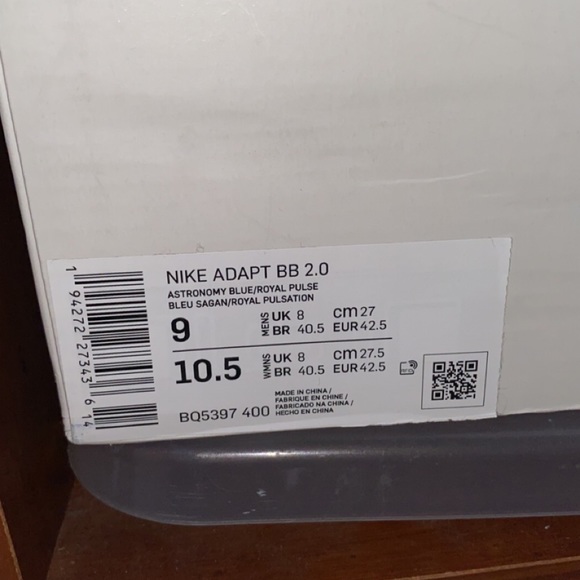 NIKE ADAPT BB 2.0
ASTRONOMY BLUE/ROYAL PULSE
BLEU SAGAN/ROYAL PULSATION
9 MENS UK 8 cm 27
BR 40.5 EUR 42.5
10.5 WMNS UK 8 cm 27.5
BR 40.5 EUR 42.5
BQ5397 400
MADE IN CHINA /
FABRIQUE EN CHINE /
FABRICADO NA CHINA /
HECHO EN CHINA
1 94272 27343 6 14